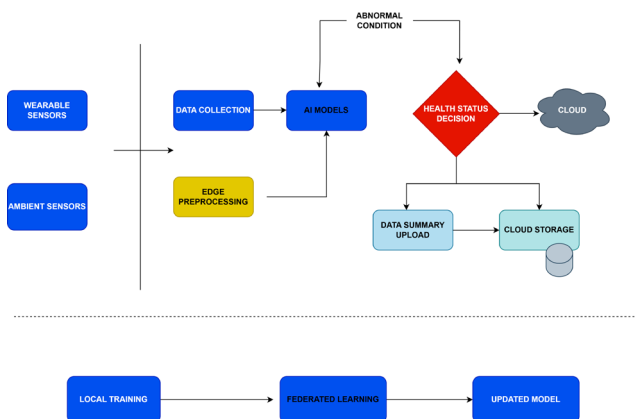 ABNORMAL
CONDITION
WEARABLE
SENSORS
DATA COLLECTION
AI MODELS
HEALTH STATUS
DECISION
CLOUD
AMBIENT SENSORS
EDGE
PREPROCESSING
DATA SUMMARY
UPLOAD
CLOUD STORAGE
LOCAL TRAINING
FEDERATED LEARNING
UPDATED MODEL